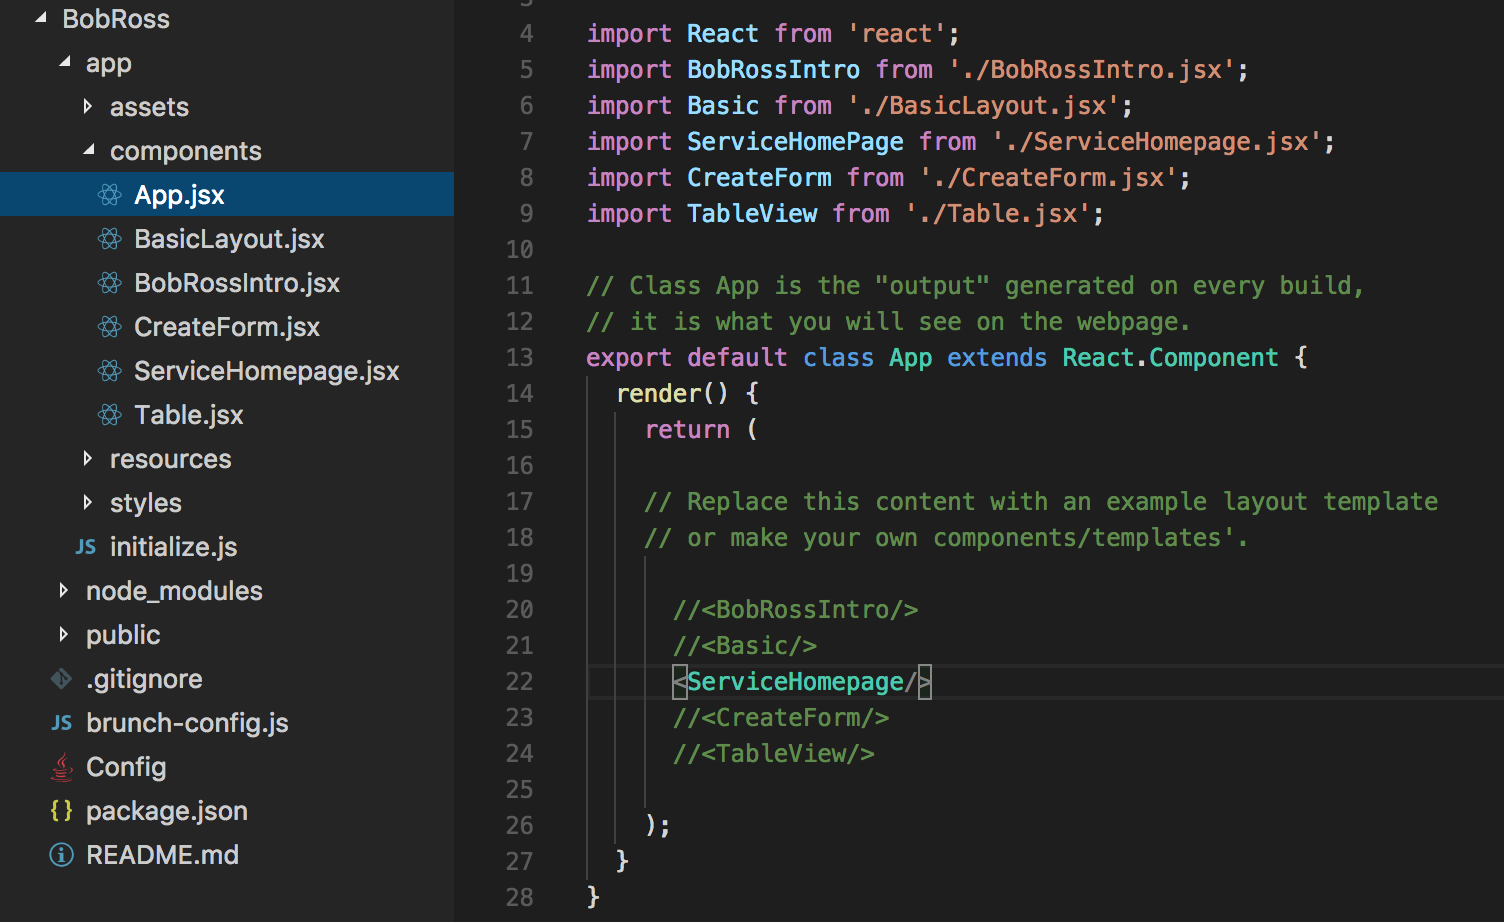 BobRoss
app
assets
components
App.jsx
BasicLayout.jsx
BobRossIntro.jsx
CreateForm.jsx
ServiceHomepage.jsx
Table.jsx
resources
styles
JS initialize.js
node_modules
public
.gitignore
JS brunch-config.js
Config
{} package.json
README.md
3
4 import React from 'react';
5 import BobRossIntro from './BobRossIntro.jsx';
6 import Basic from './BasicLayout.jsx';
7 import ServiceHomePage from './ServiceHomepage.jsx';
8 import CreateForm from './CreateForm.jsx';
9 import TableView from './Table.jsx';
10
11 // Class App is the "output" generated on every build,
12 // it is what you will see on the webpage.
13 export default class App extends React.Component {
14 render() {
15 return (
16
17 // Replace this content with an example layout template
18 // or make your own components/templates'.
19
20 //<BobRossIntro/>
21 //<Basic/>
22 <ServiceHomepage/>
23 //<CreateForm/>
24 //<TableView/>
25
26 );
27 }
28 }